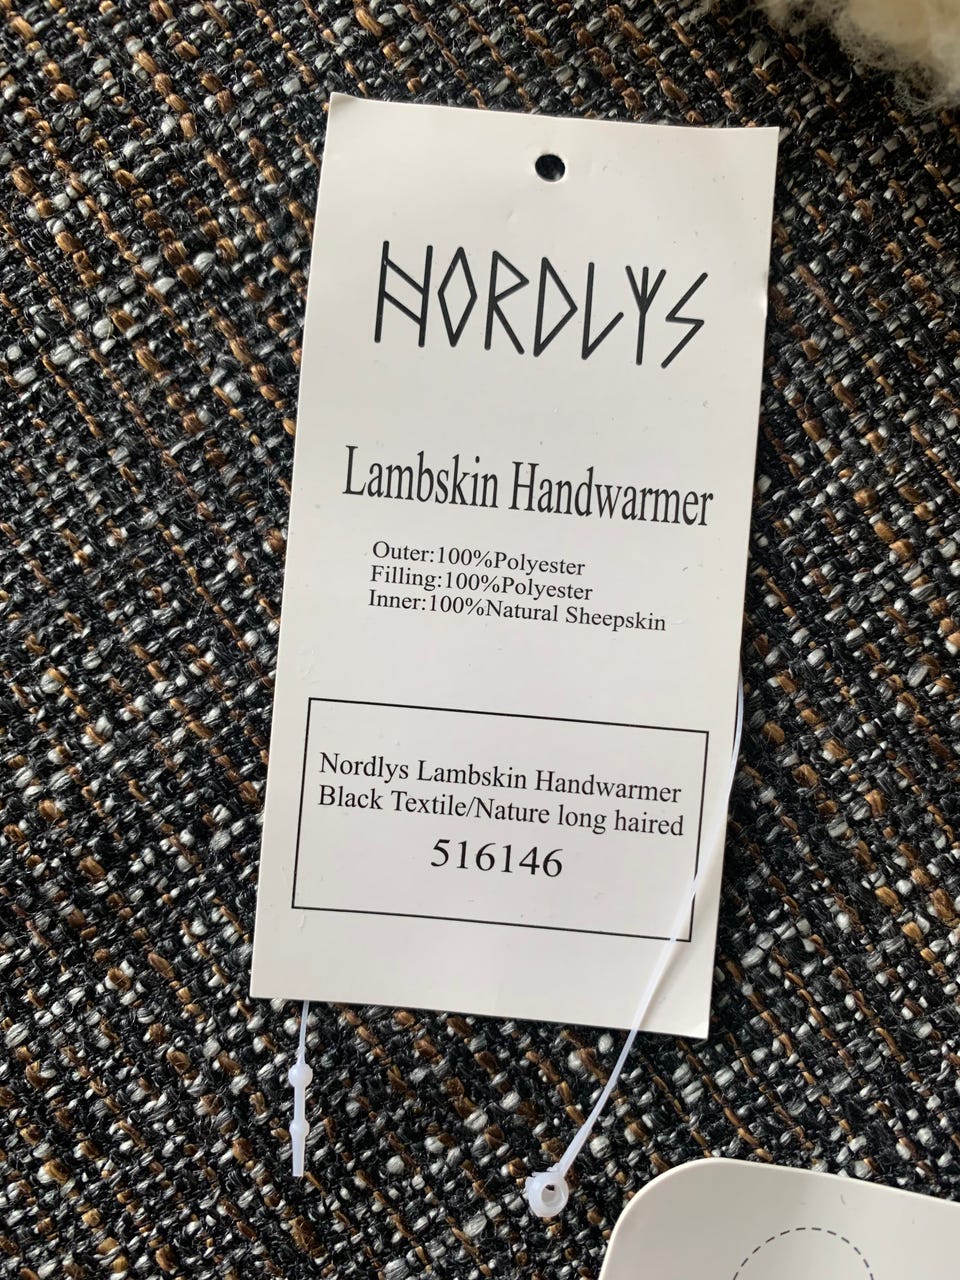 NORDLYS
Lambskin Handwarmer
Outer:100%Polyester
Filling:100%Polyester
Inner:100%Natural Sheepskin
Nordlys Lambskin Handwarmer
Black Textile/Nature long haired
516146